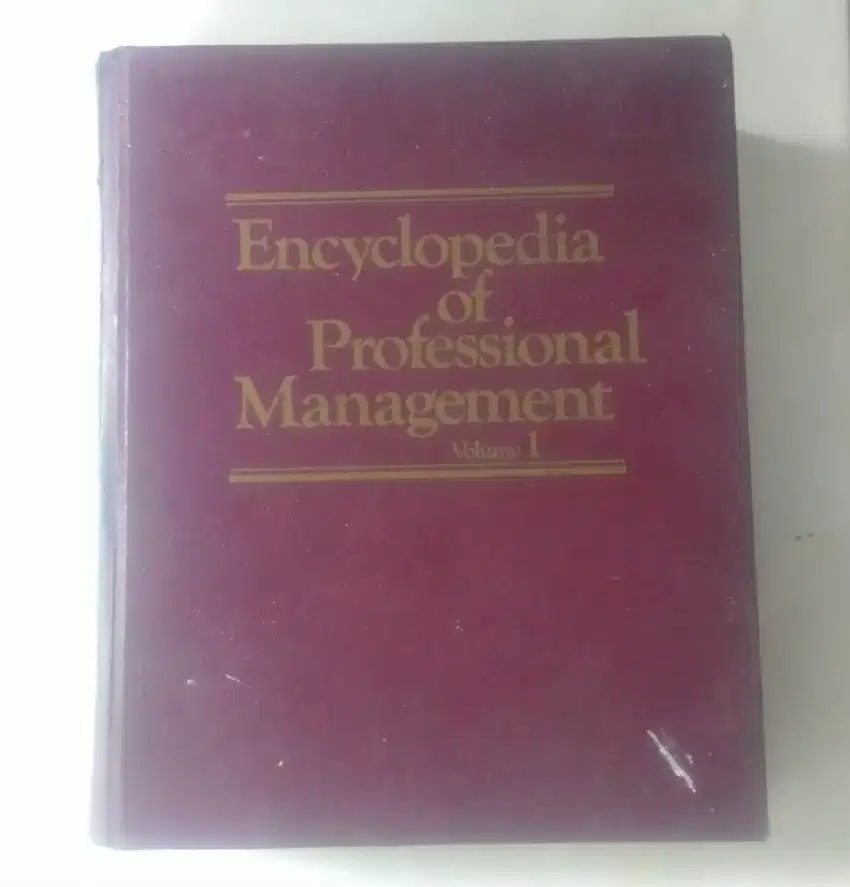 Encyclopedia
of
Professional
Management
Volume 1